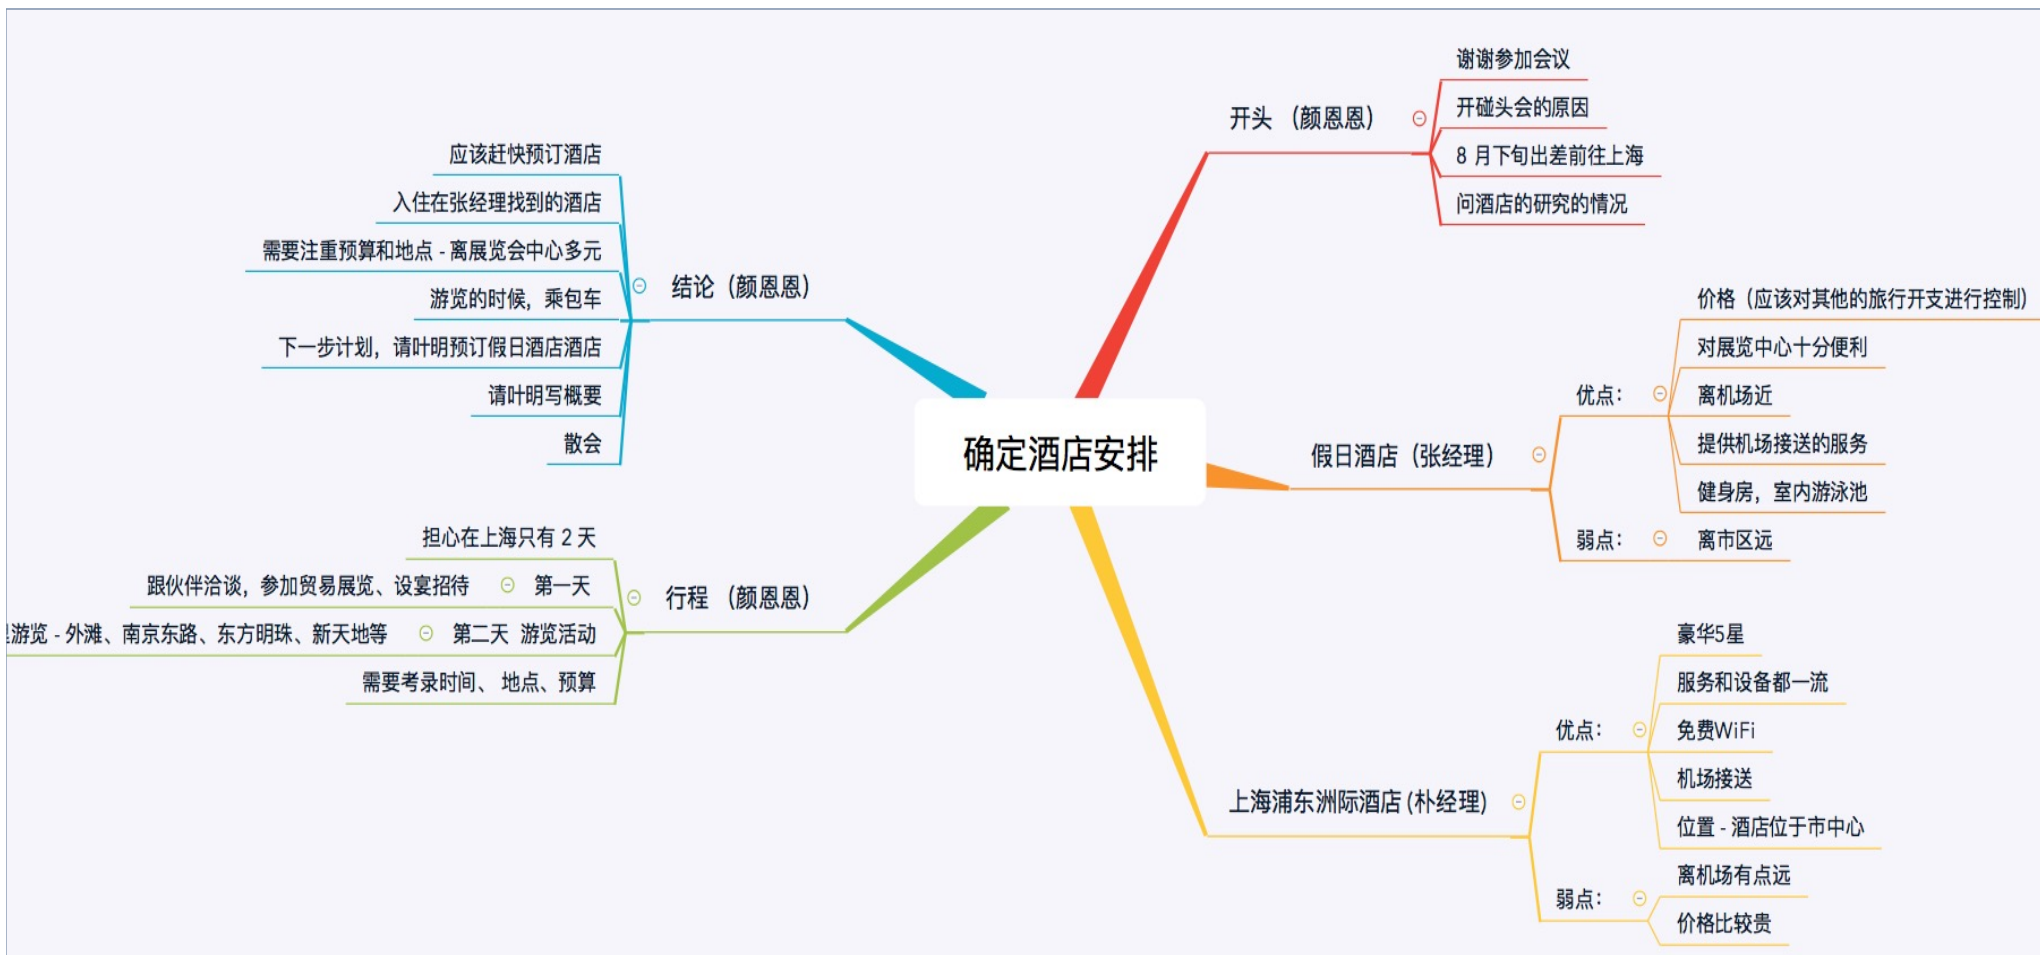 确定酒店安排
开头 （颜恩恩）
谢谢参加会议
开碰头会的原因
8 月下旬出差前往上海
问酒店的研究的情况
假日酒店（张经理）
优点：
价格（应该对其他的旅行开支进行控制）
对展览中心十分便利
离机场近
提供机场接送的服务
健身房，室内游泳池
弱点：
离市区远
上海浦东洲际酒店 (朴经理)
优点：
豪华5星
服务和设备都一流
免费WiFi
机场接送
位置 - 酒店位于市中心
弱点：
离机场有点远
价格比较贵
结论（颜恩恩）
应该赶快预订酒店
入住在张经理找到的酒店
需要注重预算和地点 - 离展览会中心多元
游览的时候，乘包车
下一步计划，请叶明预订假日酒店酒店
请叶明写概要
散会
行程 （颜恩恩）
担心在上海只有 2 天
第一天
跟伙伴洽谈，参加贸易展览、设宴招待
第二天 游览活动
游览 - 外滩、南京东路、东方明珠、新天地等
需要考录时间、 地点、预算